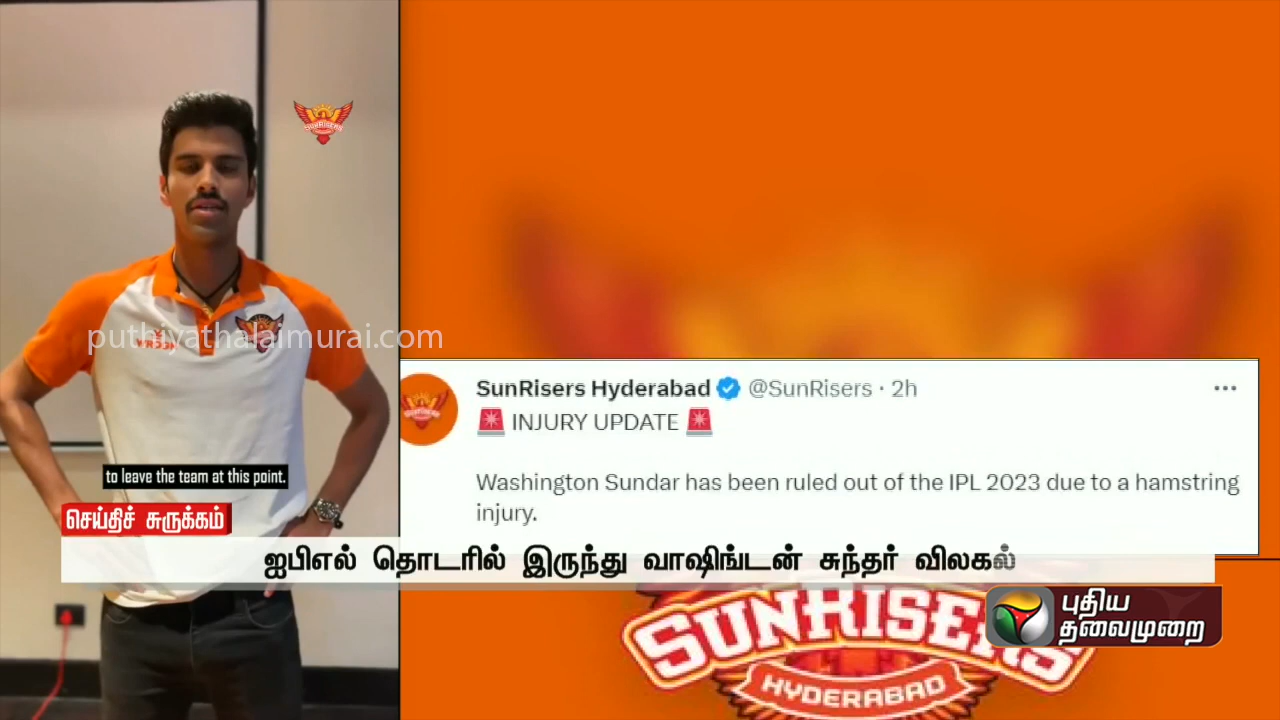 SUNRISERS
puthiyathalaimurai.com
to leave the team at this point.
SunRisers Hyderabad @SunRisers · 2h
INJURY UPDATE
Washington Sundar has been ruled out of the IPL 2023 due to a hamstring
injury.
செய்திச் சுருக்கம்
ஐபிஎல் தொடரில் இருந்து வாஷிங்டன் சுந்தர் விலகல்
புதிய
தலைமுறை
SUNRISERS
HYDERABAD